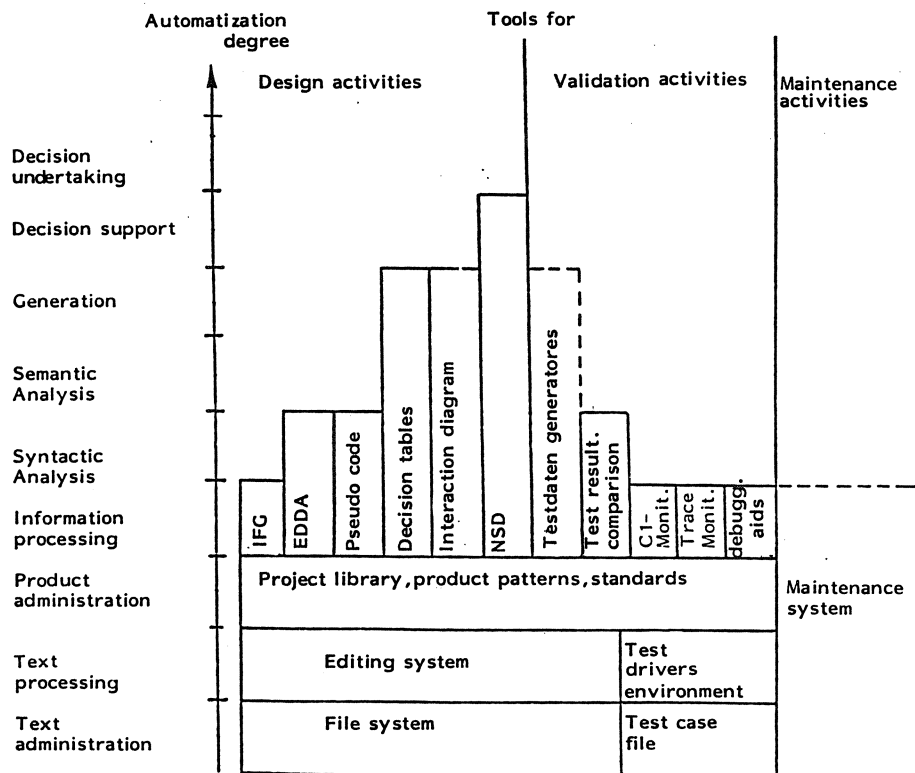 Automatization
degree
Tools for
Design activities
Validation activities
Maintenance
activities
Decision
undertaking
Decision support
Generation
Semantic
Analysis
Syntactic
Analysis
Information
processing
Product
administration
Text
processing
Text
administration
IFG
EDDA
Pseudo code
Decision tables
Interaction diagram
NSD
Testdaten generatores
Test result.
comparison
C1-
Monit.
Trace
Monit.
debugg.
aids
Project library, product patterns, standards
Maintenance
system
Editing system
Test
drivers
environment
File system
Test case
file